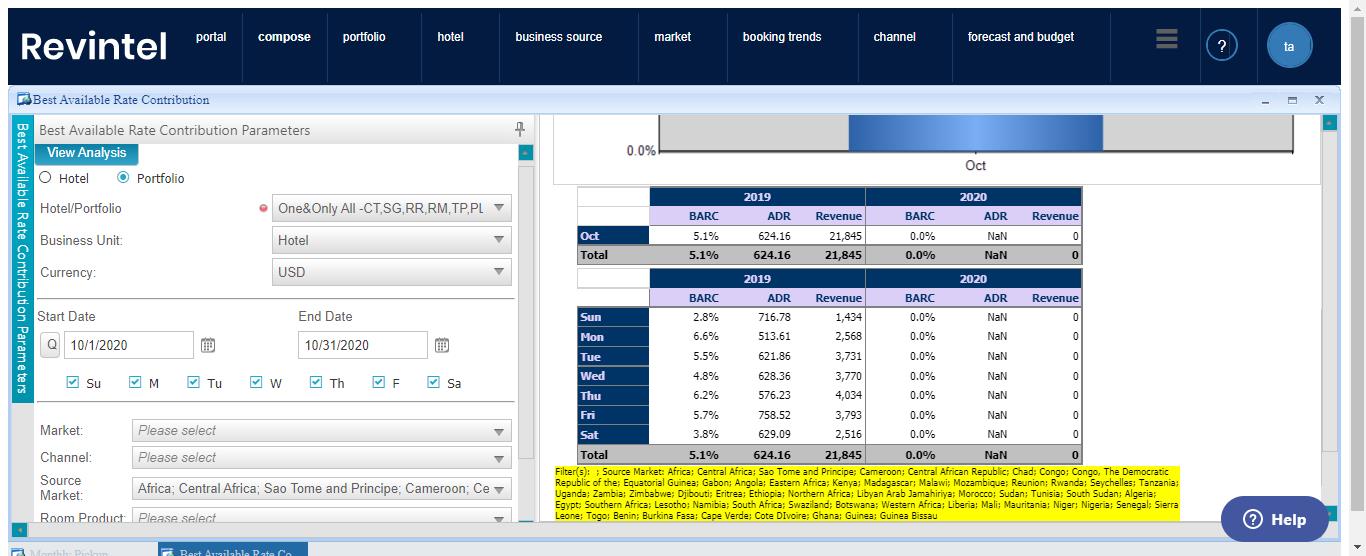 Revintel
portal compose portfolio hotel business source market booking trends channel forecast and budget ? ta
Best Available Rate Contribution
Best Available Rate Contribution Parameters
Best Available Rate Contribution Parameters
View Analysis
Hotel Portfolio
Hotel/Portfolio One&Only All -CT,SG,RR,RM,TP,PL
Business Unit: Hotel
Currency: USD
Start Date End Date
Q 10/1/2020 10/31/2020
Su M Tu W Th F Sa
Market: Please select
Channel: Please select
Source Market: Africa; Central Africa; Sao Tome and Principe; Cameroon; Ce
Room Product: Please select
0.0%
Oct
2019 2020
BARC ADR Revenue BARC ADR Revenue
Oct 5.1% 624.16 21,845 0.0% NaN 0
Total 5.1% 624.16 21,845 0.0% NaN 0
2019 2020
BARC ADR Revenue BARC ADR Revenue
Sun 2.8% 716.78 1,434 0.0% NaN 0
Mon 6.6% 513.61 2,568 0.0% NaN 0
Tue 5.5% 621.86 3,731 0.0% NaN 0
Wed 4.8% 628.36 3,770 0.0% NaN 0
Thu 6.2% 576.23 4,034 0.0% NaN 0
Fri 5.7% 758.52 3,793 0.0% NaN 0
Sat 3.8% 629.09 2,516 0.0% NaN 0
Total 5.1% 624.16 21,845 0.0% NaN 0
Filter(s): ; Source Market: Africa; Central Africa; Sao Tome and Principe; Cameroon; Central African Republic; Chad; Congo; Congo, The Democratic
Republic of the; Equatorial Guinea; Gabon; Angola; Eastern Africa; Kenya; Madagascar; Malawi; Mozambique; Reunion; Rwanda; Seychelles; Tanzania;
Uganda; Zambia; Zimbabwe; Djibouti; Eritrea; Ethiopia; Northern Africa; Libyan Arab Jamahiriya; Morocco; Sudan; Tunisia; South Sudan; Algeria;
Egypt; Southern Africa; Lesotho; Namibia; South Africa; Swaziland; Botswana; Western Africa; Liberia; Mali; Mauritania; Niger; Nigeria; Senegal; Sierra
Leone; Togo; Benin; Burkina Fasa; Cape Verde; Cote DIvoire; Ghana; Guinea; Guinea Bissau
? Help
Monthly Pickup Best Available Rate Co...